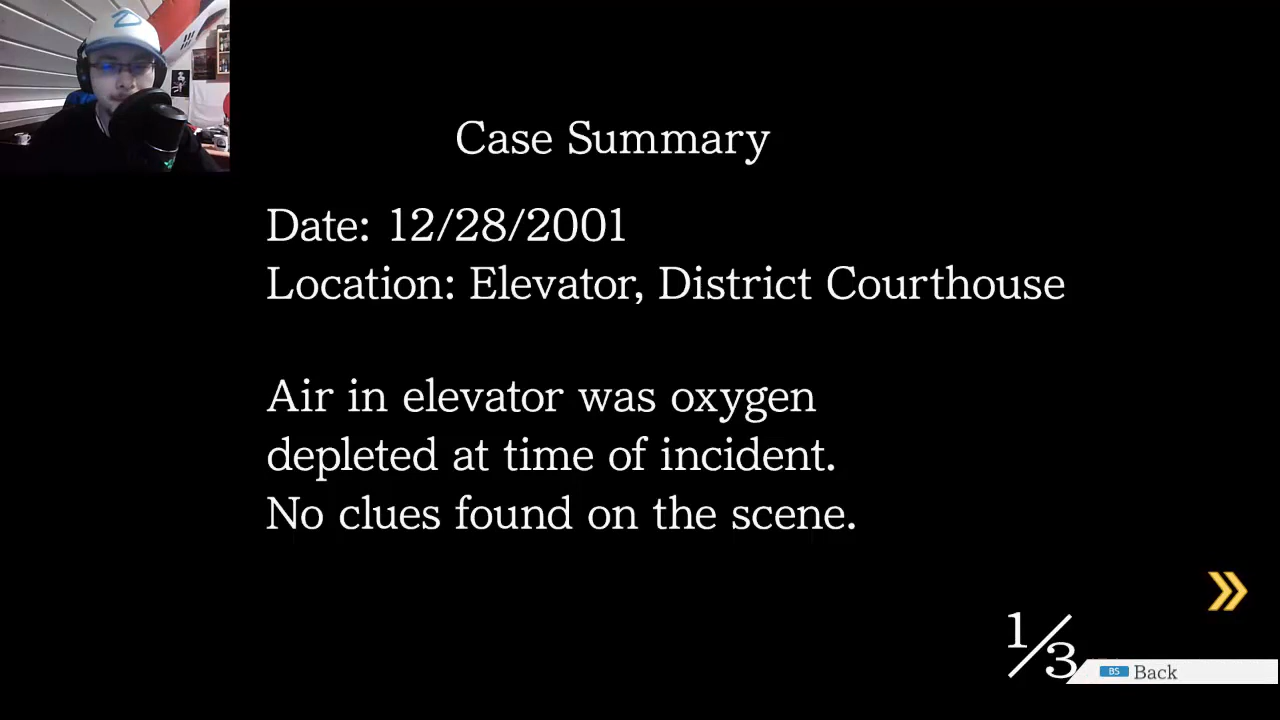 Case Summary
Date: 12/28/2001
Location: Elevator, District Courthouse
Air in elevator was oxygen
depleted at time of incident.
No clues found on the scene.
1/3
BS Back